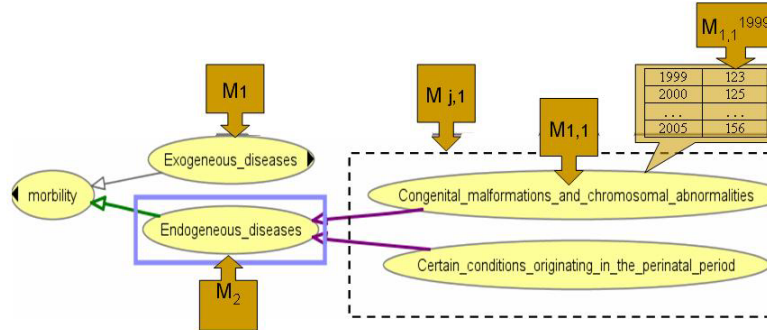 M1,1 1999
M1
M j,1
M1,1
1999 123
2000 125
... ...
2005 156
Exogeneous_diseases
morbility
Congenital_malformations_and_chromosomal_abnormalities
Endogeneous_diseases
Certain_conditions_originating_in_the_perinatal_period
M2